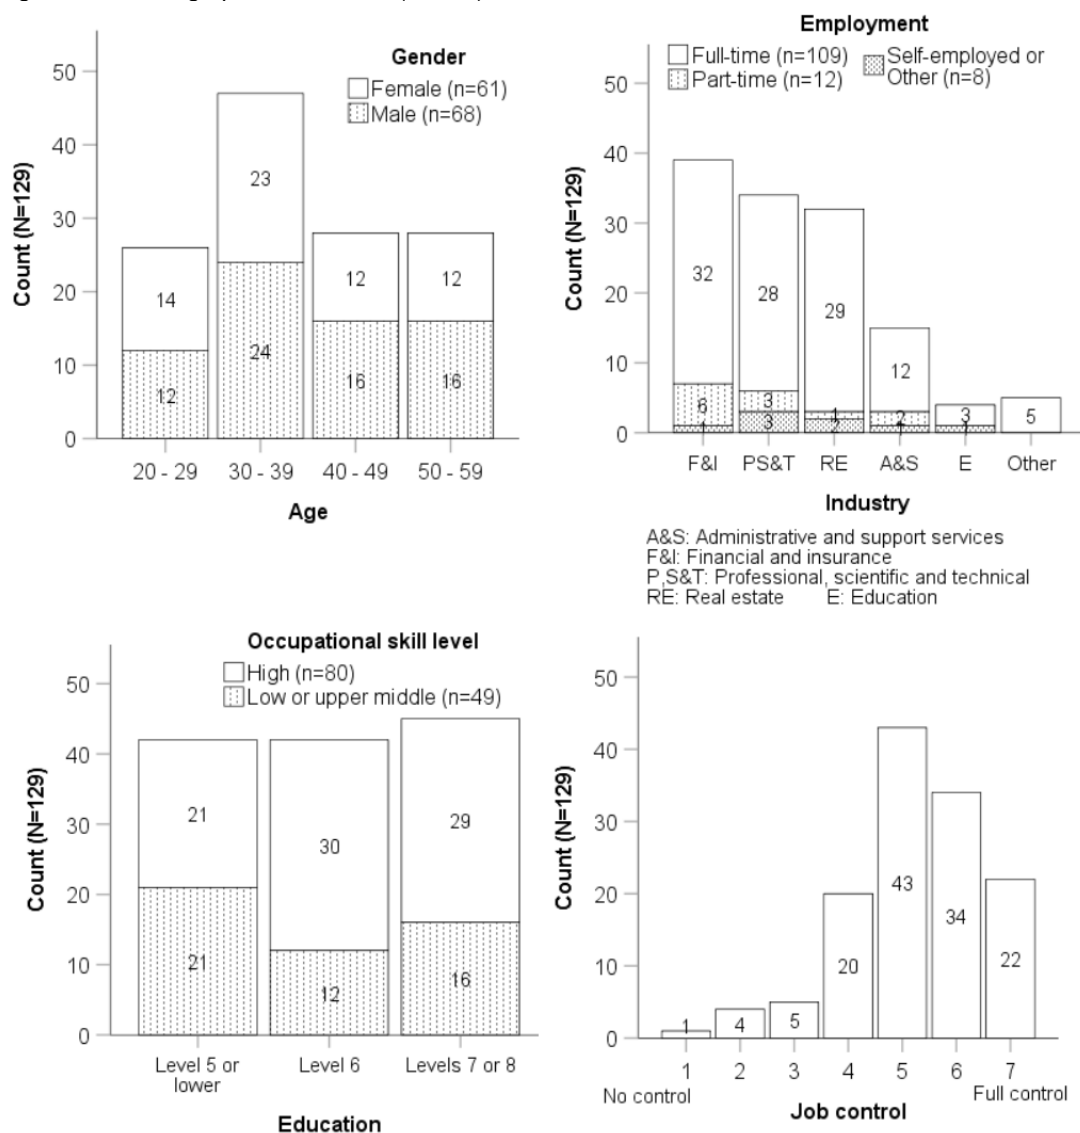 Gender
Female (n=61)
Male (n=68)
Count (N=129)
50
40
30
20
10
0
14
23
12
12
12
24
16
16
20 - 29
30 - 39
40 - 49
50 - 59
Age
Employment
Full-time (n=109)
Part-time (n=12)
Self-employed or
Other (n=8)
Count (N=129)
50
40
30
20
10
0
32
28
29
12
3
5
6
3
1
2
1
3
2
1
1
F&I
PS&T
RE
A&S
E
Other
Industry
A&S: Administrative and support services
F&I: Financial and insurance
P,S&T: Professional, scientific and technical
RE: Real estate
E: Education
Occupational skill level
High (n=80)
Low or upper middle (n=49)
Count (N=129)
50
40
30
20
10
0
21
30
29
21
12
16
Level 5 or
lower
Level 6
Levels 7 or 8
Education
Count (N=129)
50
40
30
20
10
0
1
4
5
20
43
34
22
1
2
3
4
5
6
7
No control
Full control
Job control